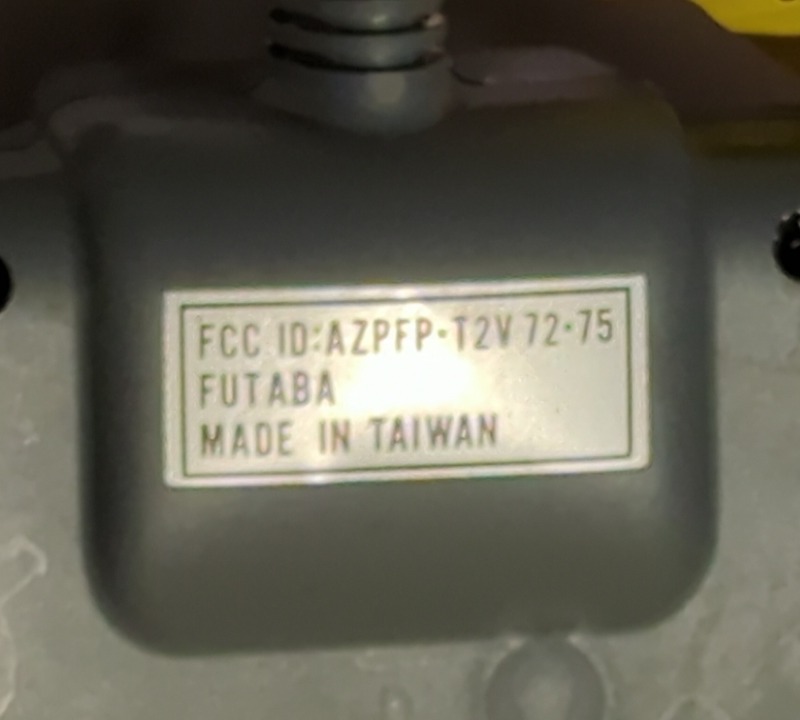 FCC ID:AZPFP-T2V 72·75
FUTABA
MADE IN TAIWAN